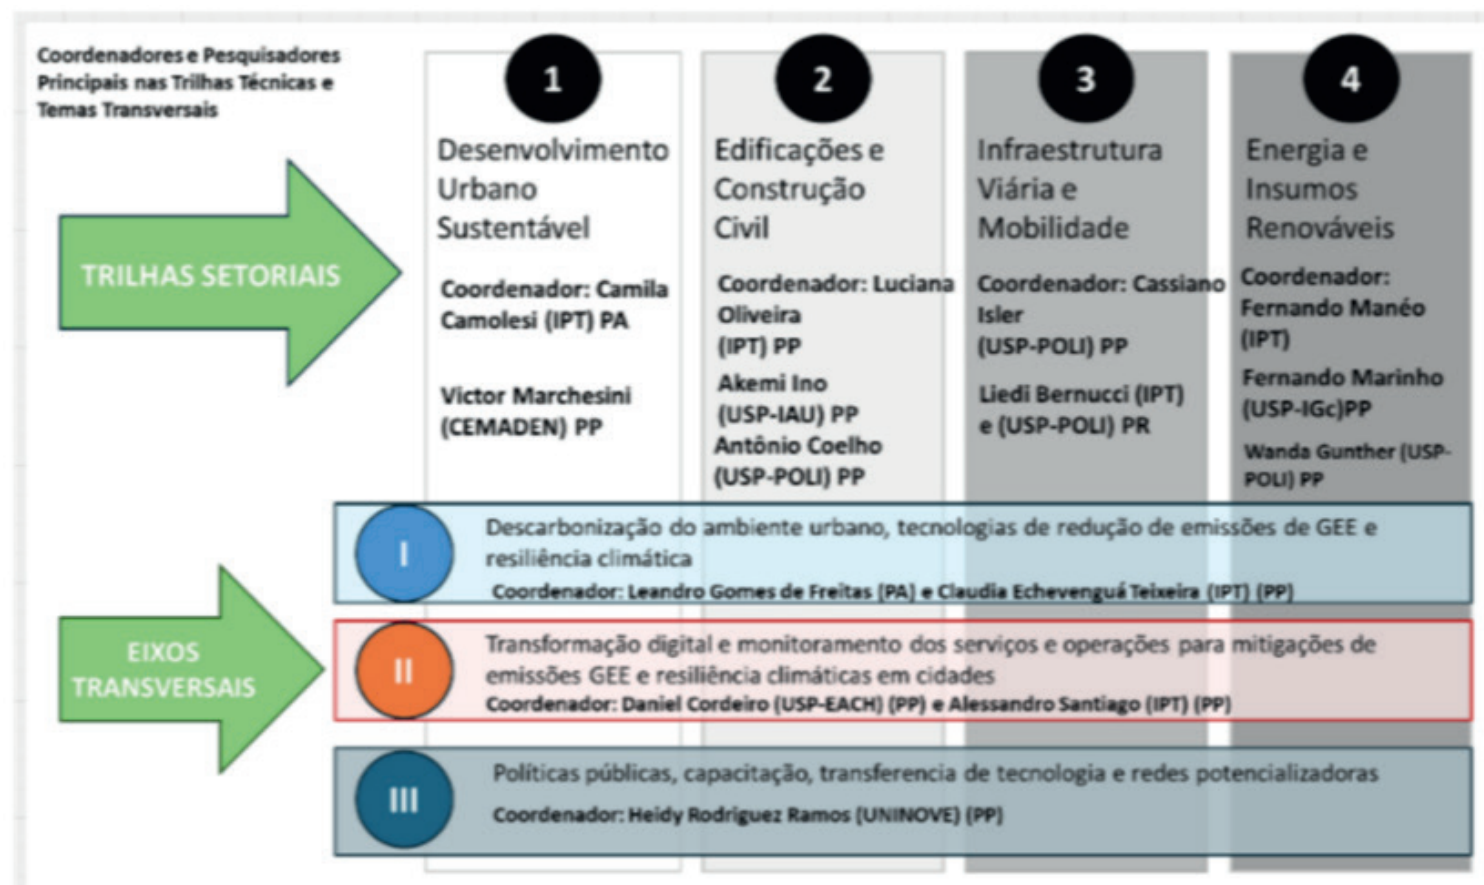 Coordenadores e Pesquisadores
Principais nas Trilhas Técnicas e
Temas Transversais
TRILHAS SETORIAIS
1
Desenvolvimento
Urbano
Sustentável
Coordenador: Camila
Camolesi (IPT) PA
Victor Marchesini
(CEMADEN) PP
2
Edificações e
Construção
Civil
Coordenador: Luciana
Oliveira
(IPT) PP
Akemi Ino
(USP-IAU) PP
Antônio Coelho
(USP-POLI) PP
3
Infraestrutura
Viária e
Mobilidade
Coordenador: Cassiano
Isler
(USP-POLI) PP
Liedi Bernucci (IPT)
e (USP-POLI) PR
4
Energia e
Insumos
Renováveis
Coordenador:
Fernando Manéo
(IPT)
Fernando Marinho
(USP-IGc)PP
Wanda Gunther (USP-
POLI) PP
EIXOS
TRANSVERSAIS
I
Descarbonização do ambiente urbano, tecnologias de redução de emissões de GEE e
resiliência climática
Coordenador: Leandro Gomes de Freitas (PA) e Claudia Echevenguá Teixeira (IPT) (PP)
II
Transformação digital e monitoramento dos serviços e operações para mitigações de
emissões GEE e resiliência climáticas em cidades
Coordenador: Daniel Cordeiro (USP-EACH) (PP) e Alessandro Santiago (IPT) (PP)
III
Políticas públicas, capacitação, transferencia de tecnologia e redes potencializadoras
Coordenador: Heidy Rodriguez Ramos (UNINOVE) (PP)